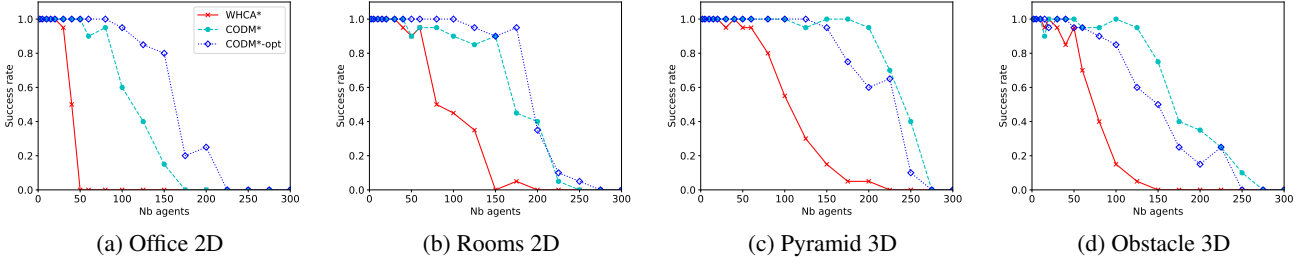 WHCA*
CODM*
CODM*-opt
Success rate
1.0
0.8
0.6
0.4
0.2
0.0
0 50 100 150 200 250 300
Nb agents
(a) Office 2D
Success rate
1.0
0.8
0.6
0.4
0.2
0.0
0 50 100 150 200 250 300
Nb agents
(b) Rooms 2D
Success rate
1.0
0.8
0.6
0.4
0.2
0.0
0 50 100 150 200 250 300
Nb agents
(c) Pyramid 3D
Success rate
1.0
0.8
0.6
0.4
0.2
0.0
0 50 100 150 200 250 300
Nb agents
(d) Obstacle 3D